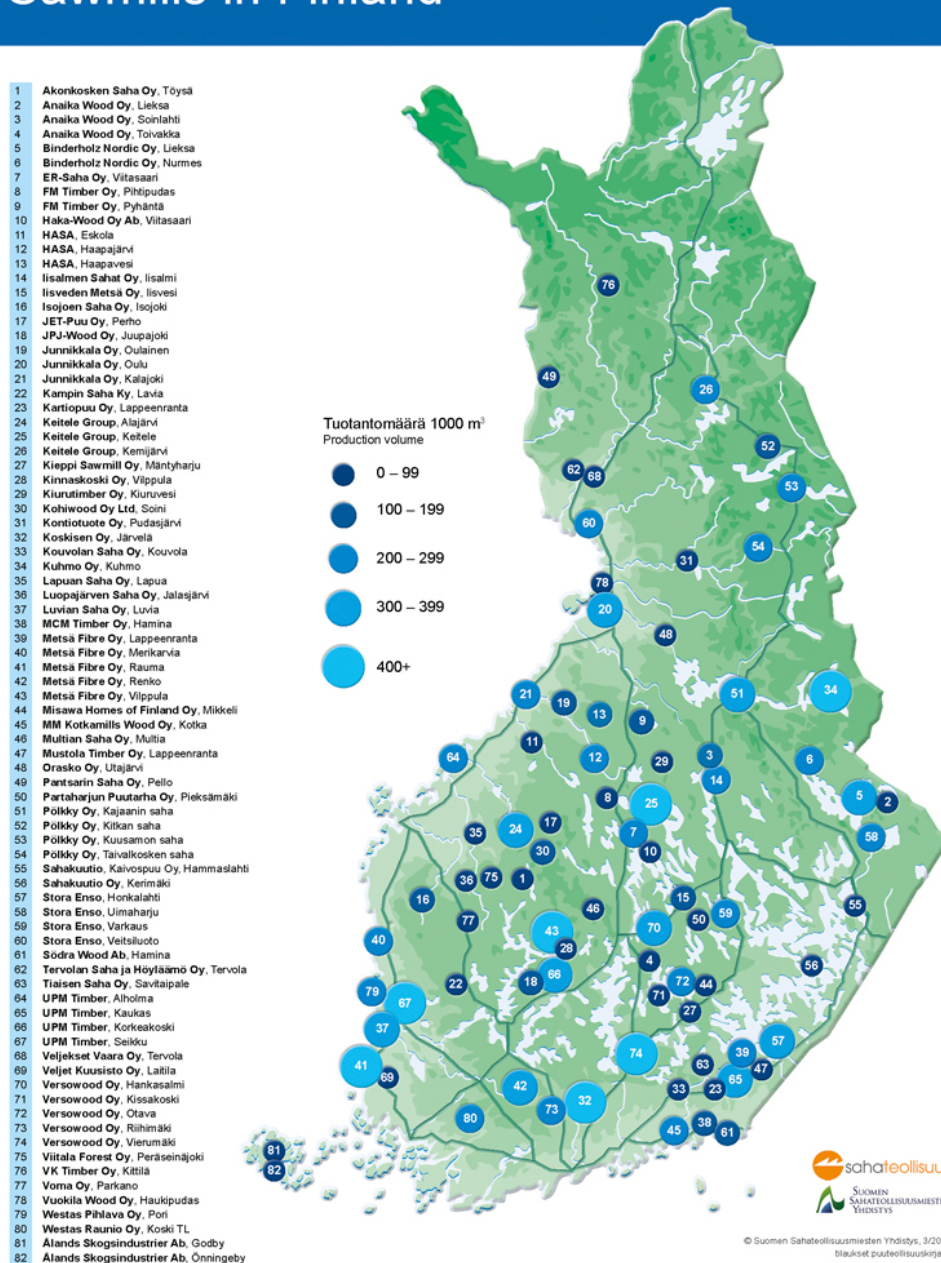 Sawmills in Finland
1 Akonkosken Saha Oy, Töysä
2 Anaika Wood Oy, Lieksa
3 Anaika Wood Oy, Soinlahti
4 Anaika Wood Oy, Toivakka
5 Binderholz Nordic Oy, Lieksa
6 Binderholz Nordic Oy, Nurmes
7 ER-Saha Oy, Viitasaari
8 FM Timber Oy, Pihtipudas
9 FM Timber Oy, Pyhäntä
10 Haka-Wood Oy Ab, Viitasaari
11 HASA, Eskola
12 HASA, Haapajärvi
13 HASA, Haapavesi
14 Iisalmen Sahat Oy, Iisalmi
15 Iisveden Metsä Oy, Iisvesi
16 Isojoen Saha Oy, Isojoki
17 JET-Puu Oy, Perho
18 JPJ-Wood Oy, Juupajoki
19 Junnikkala Oy, Oulainen
20 Junnikkala Oy, Oulu
21 Junnikkala Oy, Kalajoki
22 Kampin Saha Ky, Lavia
23 Kartiopuu Oy, Lappeenranta
24 Keitele Group, Alajärvi
25 Keitele Group, Keitele
26 Keitele Group, Kemijärvi
27 Kieppi Sawmill Oy, Mäntyharju
28 Kinnaskoski Oy, Vilppula
29 Kiurutimber Oy, Kiuruvesi
30 Kohiwood Oy Ltd, Soini
31 Kontiotuote Oy, Pudasjärvi
32 Koskisen Oy, Järvelä
33 Kouvolan Saha Oy, Kouvola
34 Kuhmo Oy, Kuhmo
35 Lapuan Saha Oy, Lapua
36 Luopajärven Saha Oy, Jalasjärvi
37 Luvian Saha Oy, Luvia
38 MCM Timber Oy, Hamina
39 Metsä Fibre Oy, Lappeenranta
40 Metsä Fibre Oy, Merikarvia
41 Metsä Fibre Oy, Rauma
42 Metsä Fibre Oy, Renko
43 Metsä Fibre Oy, Vilppula
44 Misawa Homes of Finland Oy, Mikkeli
45 MM Kotkamills Wood Oy, Kotka
46 Multian Saha Oy, Multia
47 Mustola Timber Oy, Lappeenranta
48 Orasko Oy, Utajärvi
49 Pantsarin Saha Oy, Pello
50 Partaharjun Puutarha Oy, Pieksämäki
51 Pölkky Oy, Kajaanin saha
52 Pölkky Oy, Kitkan saha
53 Pölkky Oy, Kuusamon saha
54 Pölkky Oy, Taivalkosken saha
55 Sahakuutio, Kaivospuu Oy, Hammaslahti
56 Sahakuutio Oy, Kerimäki
57 Stora Enso, Honkalahti
58 Stora Enso, Uimaharju
59 Stora Enso, Varkaus
60 Stora Enso, Veitsiluoto
61 Södra Wood Ab, Hamina
62 Tervolan Saha ja Höyläämö Oy, Tervola
63 Tiaisen Saha Oy, Savitaipale
64 UPM Timber, Alholma
65 UPM Timber, Kaukas
66 UPM Timber, Korkeakoski
67 UPM Timber, Seikku
68 Veljekset Vaara Oy, Tervola
69 Veljet Kuusisto Oy, Laitila
70 Versowood Oy, Hankasalmi
71 Versowood Oy, Kissakoski
72 Versowood Oy, Otava
73 Versowood Oy, Riihimäki
74 Versowood Oy, Vierumäki
75 Viitala Forest Oy, Peräseinäjoki
76 VK Timber Oy, Kittilä
77 Voma Oy, Parkano
78 Vuokila Wood Oy, Haukipudas
79 Westas Pihlava Oy, Pori
80 Westas Raunio Oy, Koski TL
81 Ålands Skogsindustrier Ab, Godby
82 Ålands Skogsindustrier Ab, Önningeby
Tuotantomäärä 1000 m³
Production volume
0 – 99
100 – 199
200 – 299
300 – 399
400+
76
49
26
52
62
68
53
60
54
31
78
20
48
51
34
21
19
13
9
11
64
12
29
3
6
14
8
25
5
2
24
17
35
7
58
30
10
36
75
1
16
15
55
46
50
59
77
43
70
40
28
4
56
66
18
72
22
79
44
71
67
27
37
57
74
39
41
63
47
69
65
42
33
23
32
73
80
38
45
61
81
82
sahateollisuu
SUOMEN
SAHATEOLLISUUSMIESTE
YHDISTYS
© Suomen Sahateollisuusmiesten Yhdistys, 3/20
blaukset puuteollisuuskirja